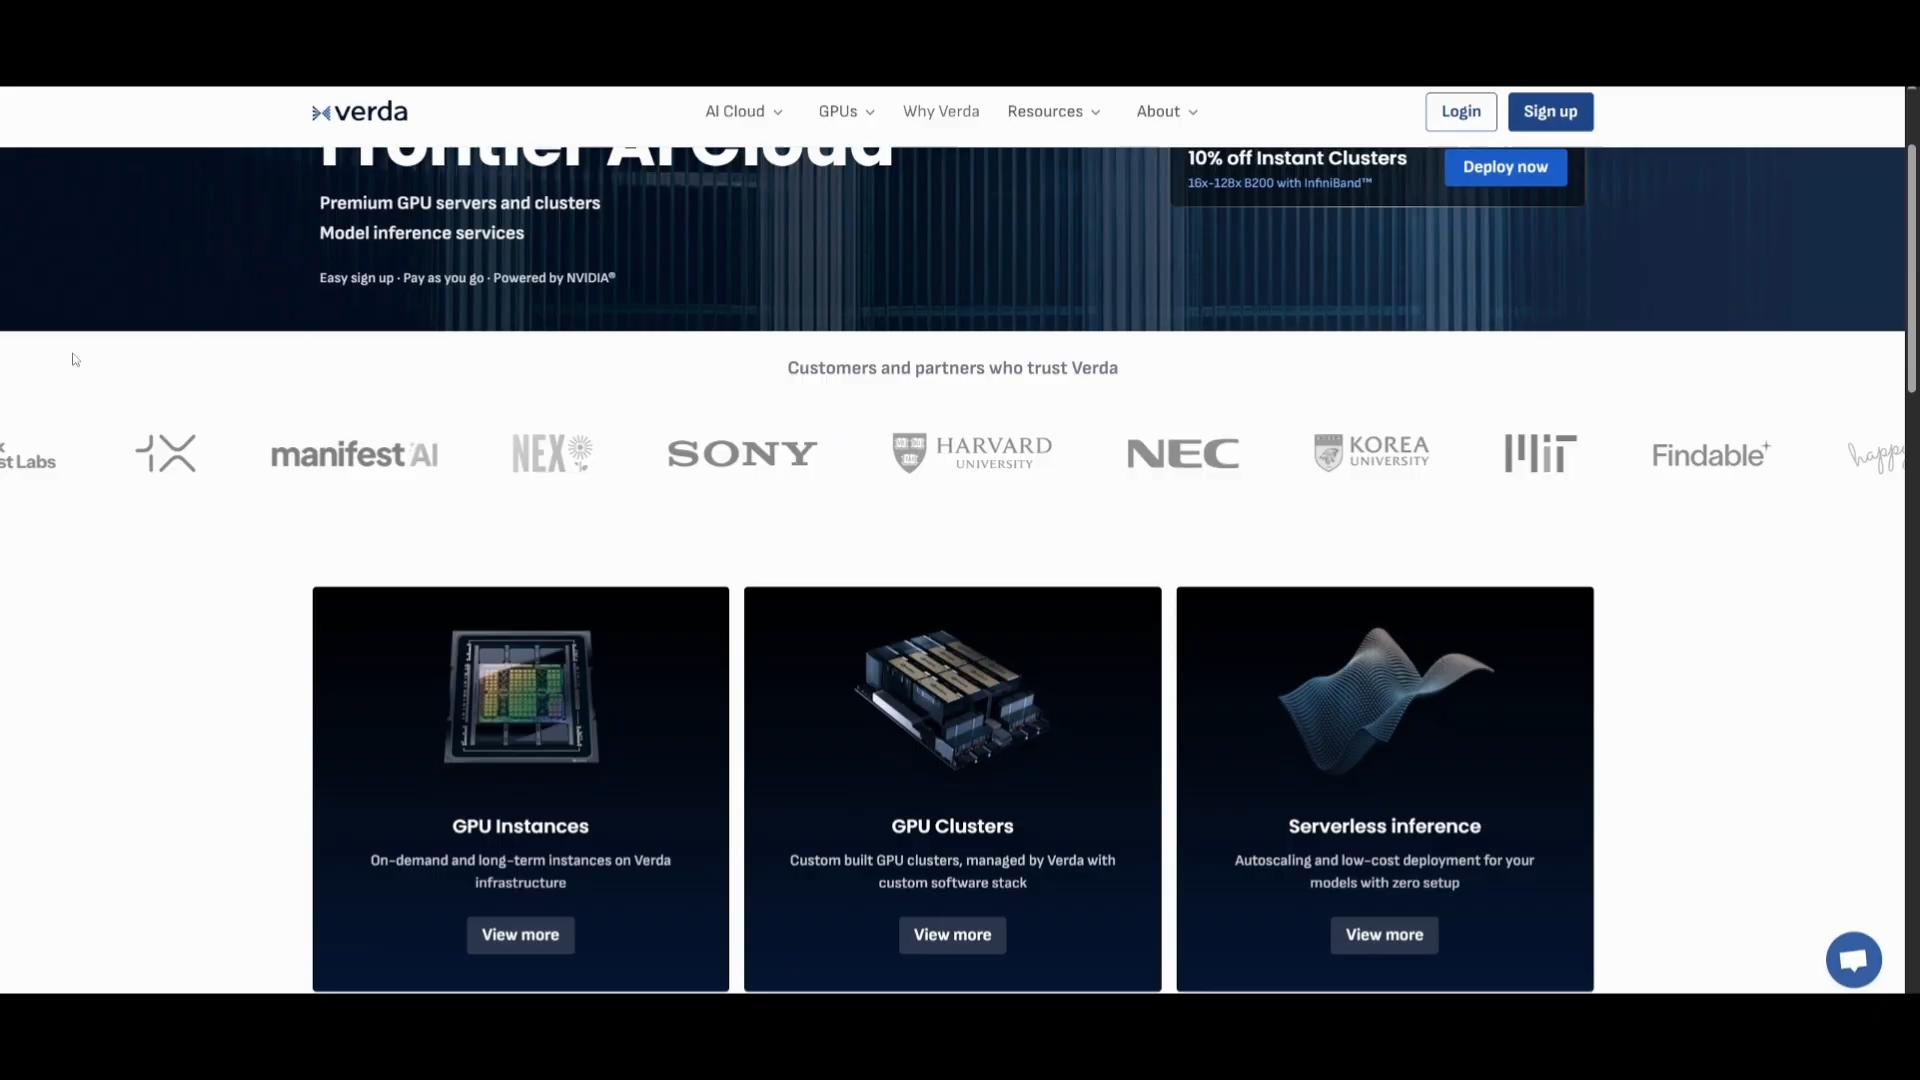 verda
AI Cloud
GPUs
Why Verda
Resources
About
Login
Sign up
Frontier AI Cloud
Premium GPU servers and clusters
Model inference services
Easy sign up · Pay as you go · Powered by NVIDIA®
10% off Instant Clusters
16x-128x B200 with InfiniBand™
Deploy now
Customers and partners who trust Verda
st Labs
manifest AI
NEX
SONY
HARVARD
UNIVERSITY
NEC
KOREA
UNIVERSITY
MIT
Findable+
happy
GPU Instances
On-demand and long-term instances on Verda
infrastructure
View more
GPU Clusters
Custom built GPU clusters, managed by Verda with
custom software stack
View more
Serverless inference
Autoscaling and low-cost deployment for your
models with zero setup
View more